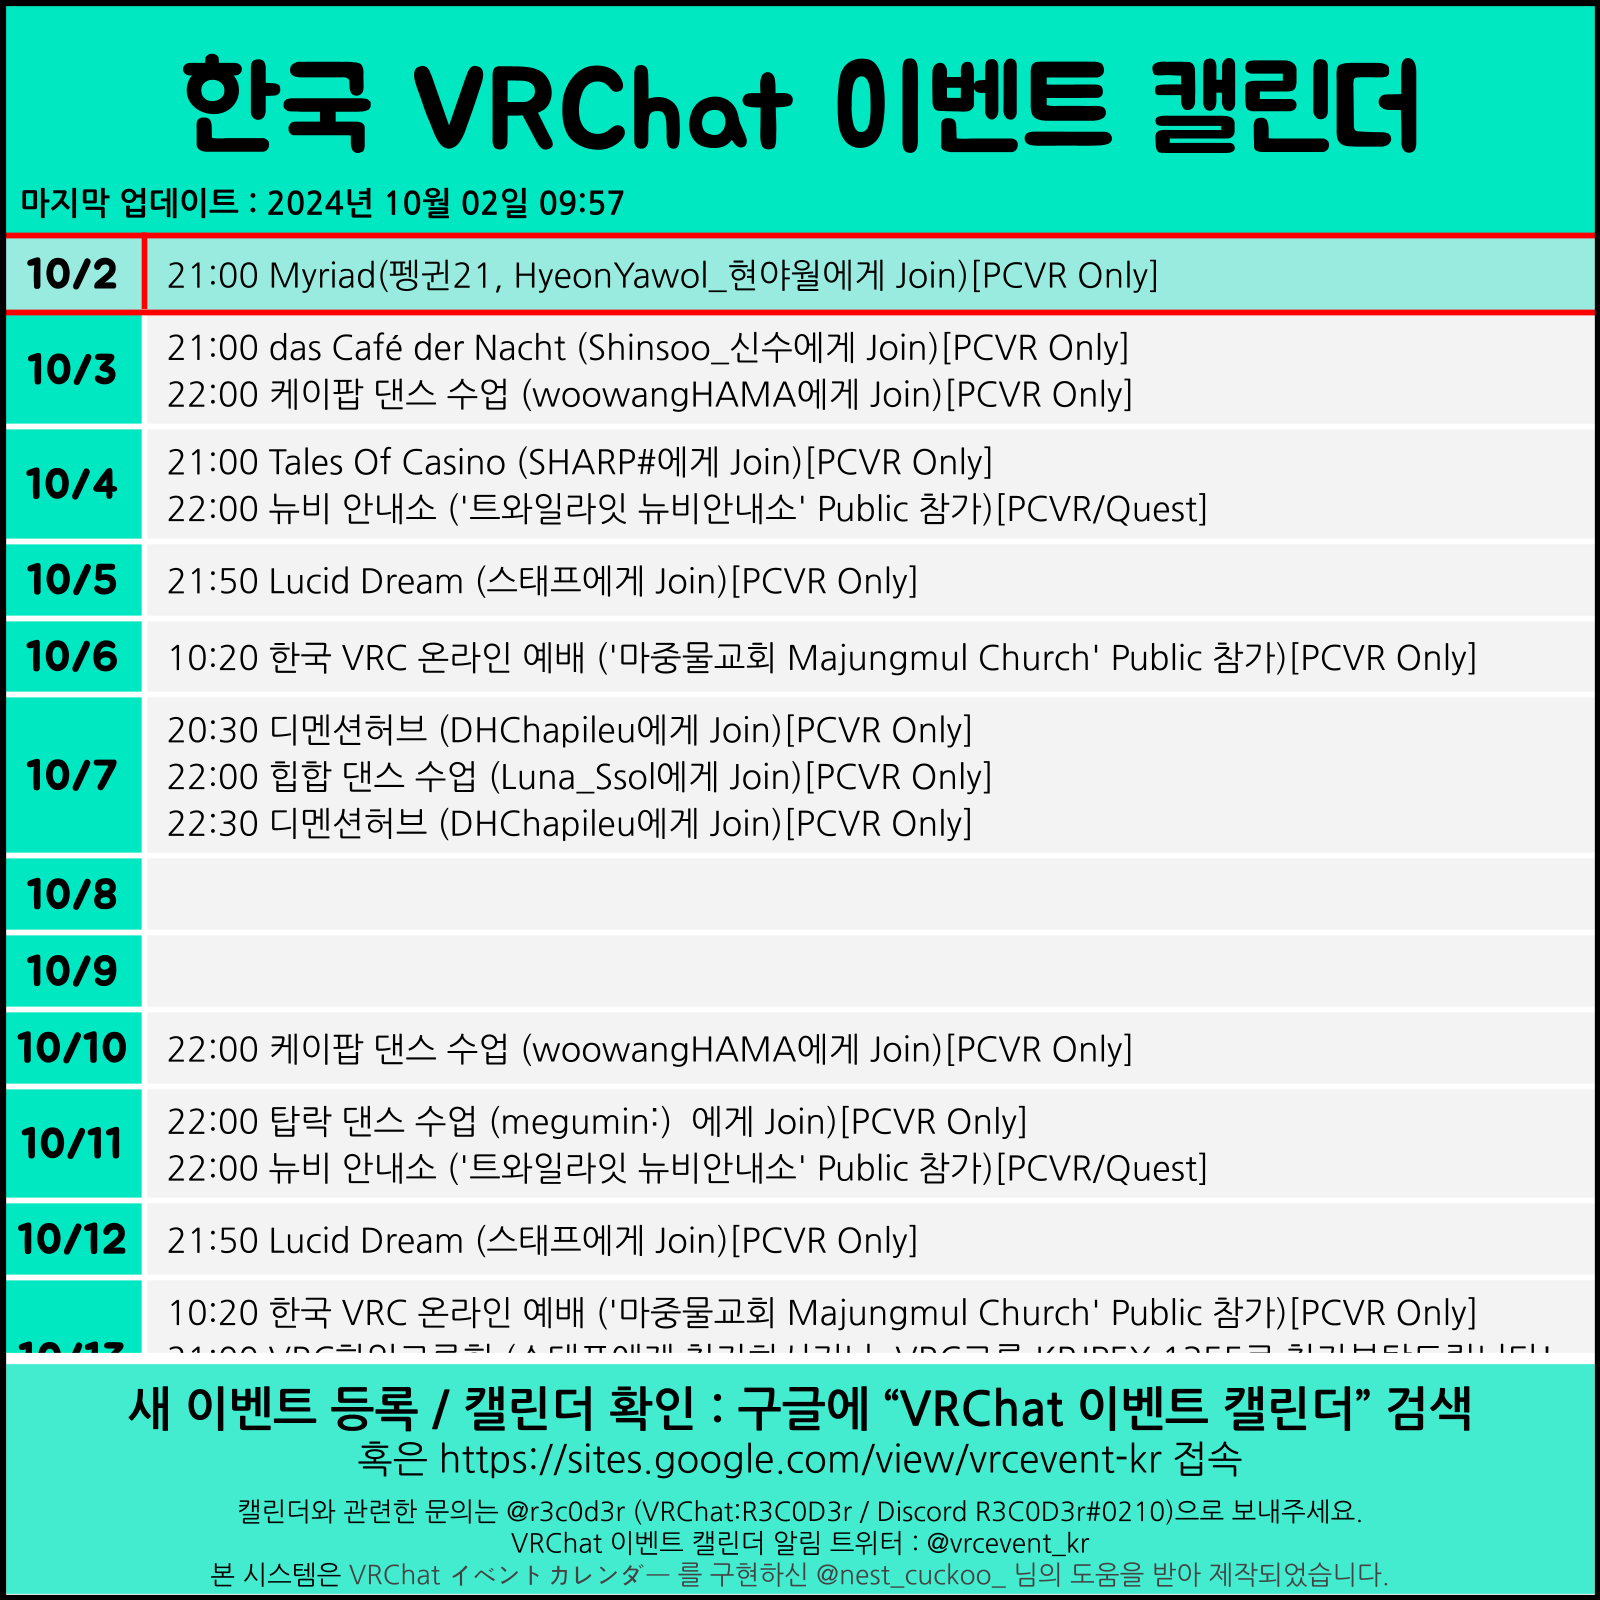 한국 VRChat 이벤트 캘린더
마지막 업데이트 : 2024년 10월 02일 09:57
10/2
21:00 Myriad(펭귄21, HyeonYawol_현야월에게 Join)[PCVR Only]
10/3
21:00 das Café der Nacht (Shinsoo_신수에게 Join)[PCVR Only]
22:00 케이팝 댄스 수업 (woowangHAMA에게 Join)[PCVR Only]
10/4
21:00 Tales Of Casino (SHARP#에게 Join)[PCVR Only]
22:00 뉴비 안내소 ('트와일라잇 뉴비안내소' Public 참가)[PCVR/Quest]
10/5
21:50 Lucid Dream (스태프에게 Join)[PCVR Only]
10/6
10:20 한국 VRC 온라인 예배 ('마중물교회 Majungmul Church' Public 참가)[PCVR Only]
10/7
20:30 디멘션허브 (DHChapileu에게 Join)[PCVR Only]
22:00 힙합 댄스 수업 (Luna_Ssol에게 Join)[PCVR Only]
22:30 디멘션허브 (DHChapileu에게 Join)[PCVR Only]
10/8
10/9
10/10
22:00 케이팝 댄스 수업 (woowangHAMA에게 Join)[PCVR Only]
10/11
22:00 탑락 댄스 수업 (megumin:)  에게 Join)[PCVR Only]
22:00 뉴비 안내소 ('트와일라잇 뉴비안내소' Public 참가)[PCVR/Quest]
10/12
21:50 Lucid Dream (스태프에게 Join)[PCVR Only]
10/13
10:20 한국 VRC 온라인 예배 ('마중물교회 Majungmul Church' Public 참가)[PCVR Only]
21:00
새 이벤트 등록 / 캘린더 확인 : 구글에 “VRChat 이벤트 캘린더” 검색
혹은 https://sites.google.com/view/vrcevent-kr 접속
캘린더와 관련한 문의는 @r3c0d3r (VRChat:R3C0D3r / Discord R3C0D3r#0210)으로 보내주세요.
VRChat 이벤트 캘린더 알림 트위터 : @vrcevent_kr
본 시스템은 VRChat イベントカレンダー 를 구현하신 @nest_cuckoo_ 님의 도움을 받아 제작되었습니다.